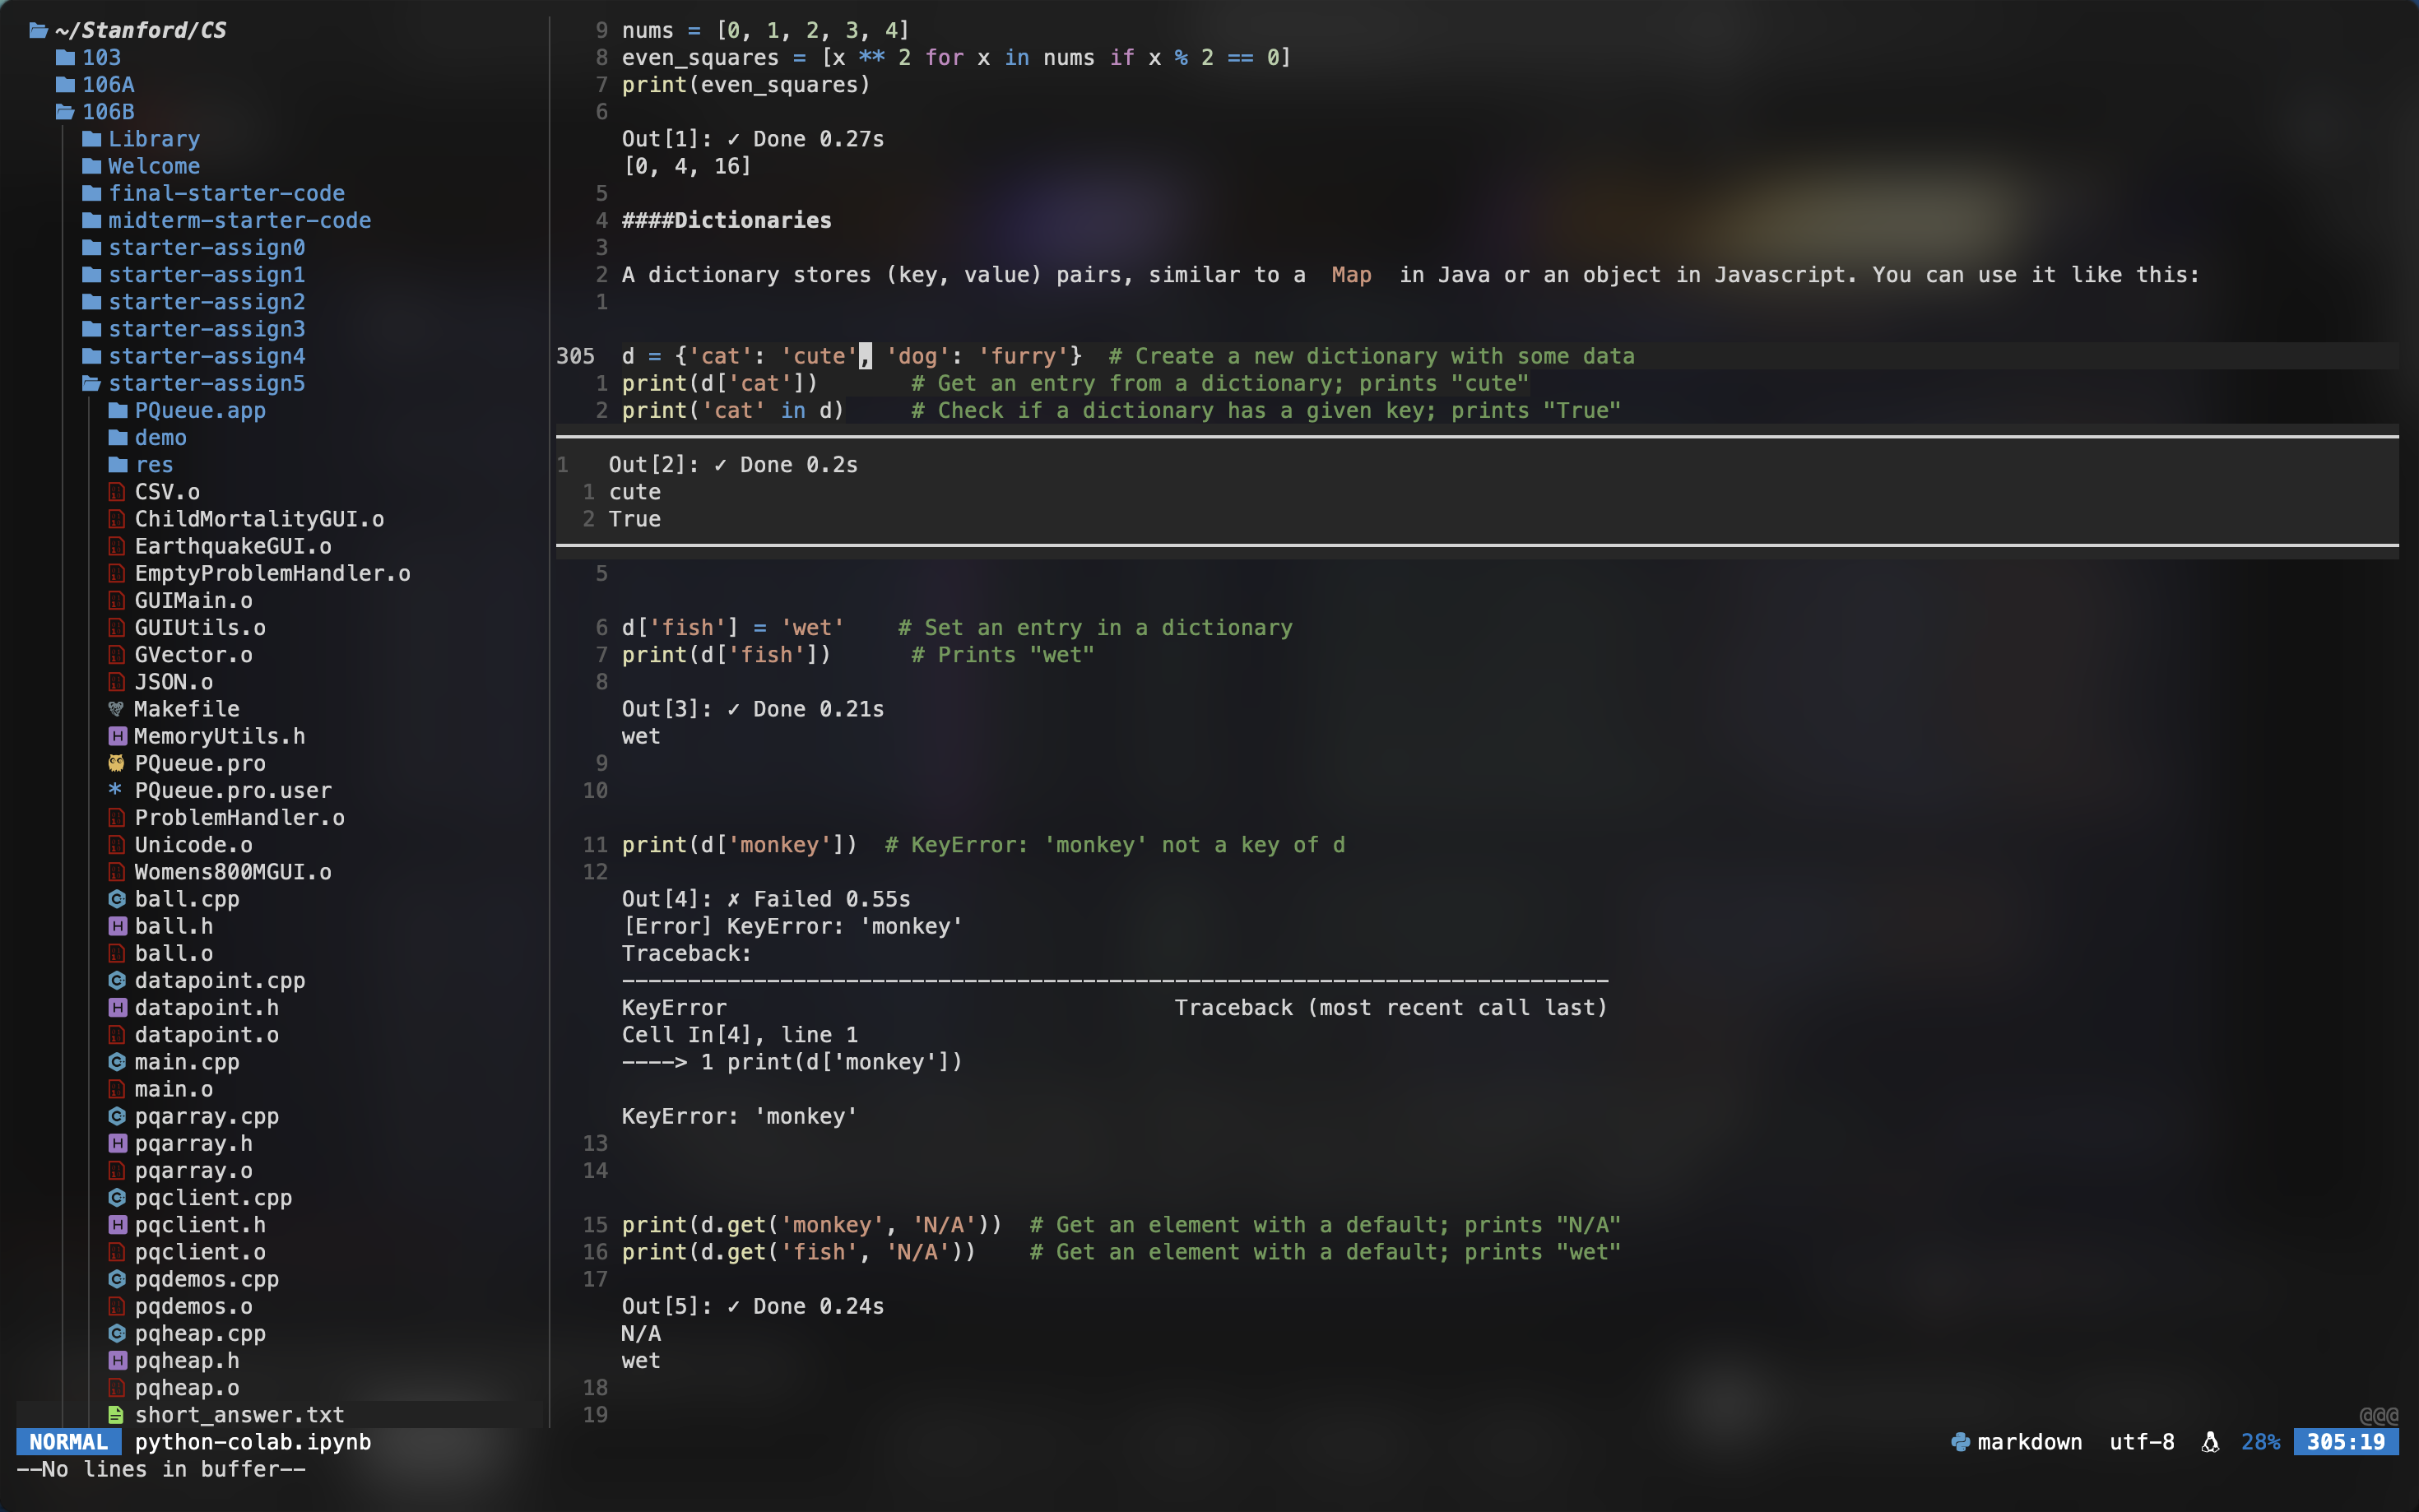 ~/Stanford/CS
103
106A
106B
Library
Welcome
final-starter-code
midterm-starter-code
starter-assign0
starter-assign1
starter-assign2
starter-assign3
starter-assign4
starter-assign5
PQueue.app
demo
res
CSV.o
ChildMortalityGUI.o
EarthquakeGUI.o
EmptyProblemHandler.o
GUIMain.o
GUIUtils.o
GVector.o
JSON.o
Makefile
MemoryUtils.h
PQueue.pro
PQueue.pro.user
ProblemHandler.o
Unicode.o
Womens800MGUI.o
ball.cpp
ball.h
ball.o
datapoint.cpp
datapoint.h
datapoint.o
main.cpp
main.o
pqarray.cpp
pqarray.h
pqarray.o
pqclient.cpp
pqclient.h
pqclient.o
pqdemos.cpp
pqdemos.o
pqheap.cpp
pqheap.h
pqheap.o
short_answer.txt
9 nums = [0, 1, 2, 3, 4]
8 even_squares = [x ** 2 for x in nums if x % 2 == 0]
7 print(even_squares)
6
Out[1]: ✓ Done 0.27s
[0, 4, 16]
5
4 ####Dictionaries
3
2 A dictionary stores (key, value) pairs, similar to a Map in Java or an object in Javascript. You can use it like this:
1
305 d = {'cat': 'cute', 'dog': 'furry'}  # Create a new dictionary with some data
1 print(d['cat'])       # Get an entry from a dictionary; prints "cute"
2 print('cat' in d)     # Check if a dictionary has a given key; prints "True"
1 Out[2]: ✓ Done 0.2s
1 cute
2 True
5
6 d['fish'] = 'wet'    # Set an entry in a dictionary
7 print(d['fish'])      # Prints "wet"
8
Out[3]: ✓ Done 0.21s
wet
9
10
11 print(d['monkey'])  # KeyError: 'monkey' not a key of d
12
Out[4]: ✗ Failed 0.55s
[Error] KeyError: 'monkey'
Traceback:
---------------------------------------------------------------------------
KeyError                                  Traceback (most recent call last)
Cell In[4], line 1
----> 1 print(d['monkey'])
KeyError: 'monkey'
13
14
15 print(d.get('monkey', 'N/A'))  # Get an element with a default; prints "N/A"
16 print(d.get('fish', 'N/A'))    # Get an element with a default; prints "wet"
17
Out[5]: ✓ Done 0.24s
N/A
wet
18
19
@@@
NORMAL python-colab.ipynb markdown utf-8 28% 305:19
--No lines in buffer--